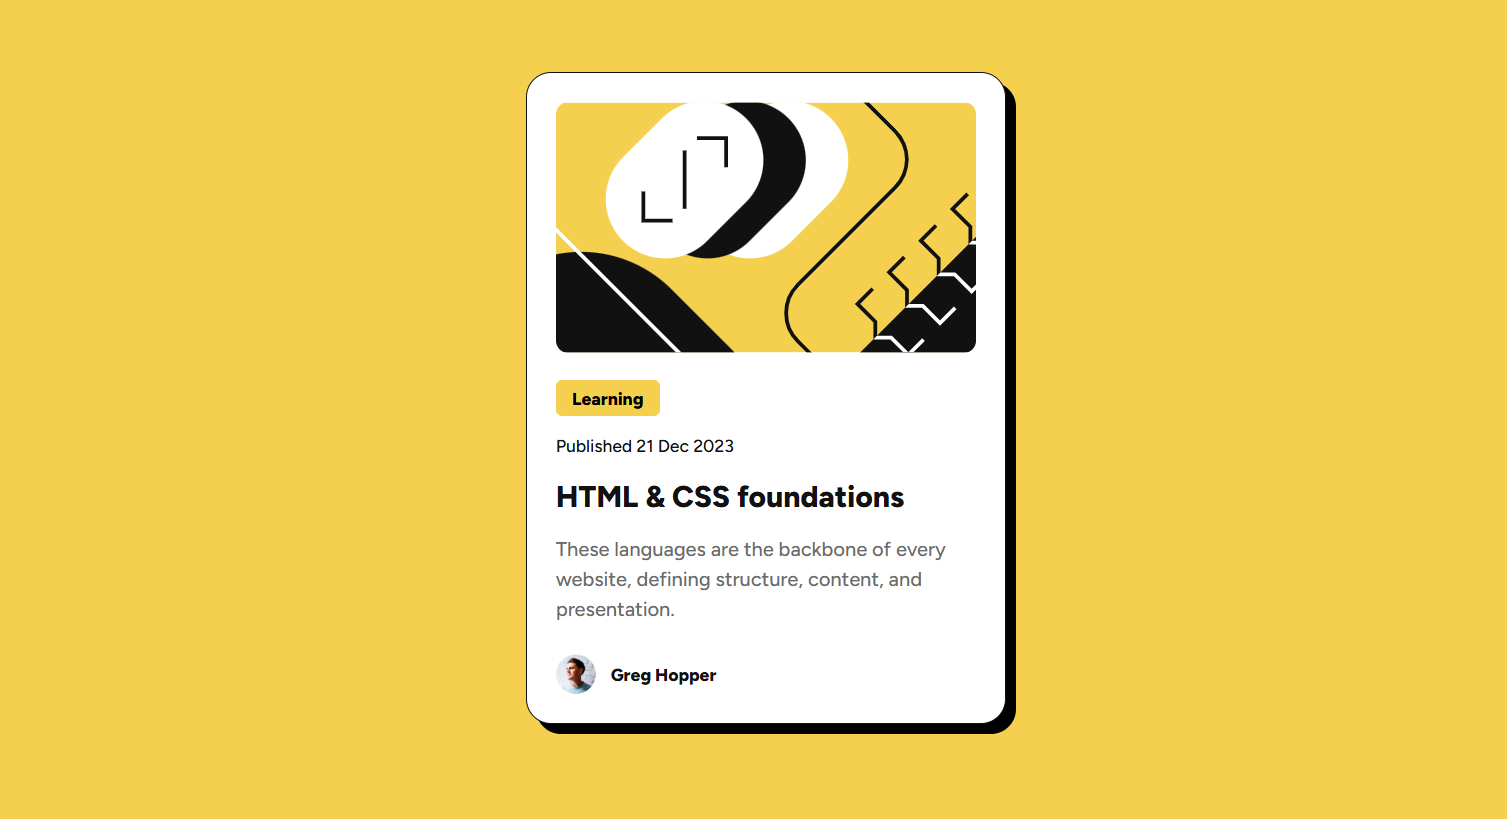 Learning
Published 21 Dec 2023
HTML & CSS foundations
These languages are the backbone of every
website, defining structure, content, and
presentation.
Greg Hopper